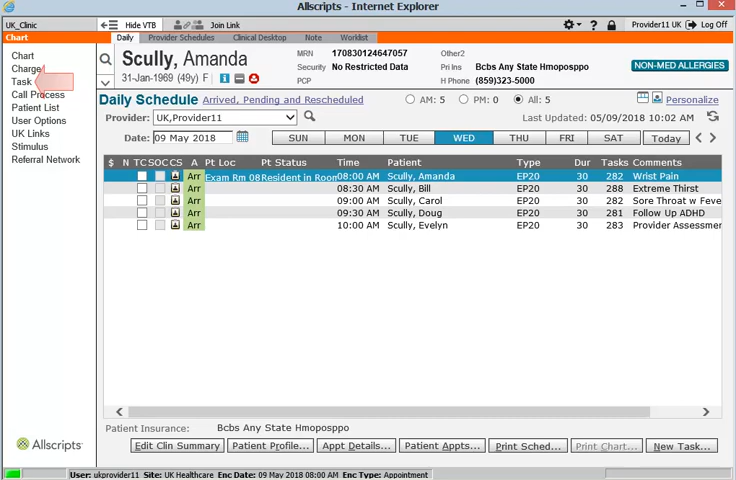 Allscripts - Internet Explorer
UK_Clinic Hide VTB Join Link ? Provider11 UK Log Off
Chart Daily Provider Schedules Clinical Desktop Note Worklist
Chart
Charge
Task
Call Process
Patient List
User Options
UK Links
Stimulus
Referral Network
Allscripts
Scully, Amanda
31-Jan-1969 (49y) F
MRN 170830124647057
Security No Restricted Data
PCP
Other2
Pri Ins Bcbs Any State Hmoposppo
H Phone (859)323-5000
NON-MED ALLERGIES
Daily Schedule Arrived, Pending and Rescheduled AM: 5 PM: 0 All: 5 Personalize
Provider: UK,Provider11 Last Updated: 05/09/2018 10:02 AM
Date: 09 May 2018 SUN MON TUE WED THU FRI SAT Today
$ N TC SOC CS A Pt Loc Pt Status Time Patient Type Dur Tasks Comments
Arr Exam Rm 08 Resident in Room 08:00 AM Scully, Amanda EP20 30 282 Wrist Pain
Arr 08:30 AM Scully, Bill EP20 30 288 Extreme Thirst
Arr 09:00 AM Scully, Carol EP20 30 282 Sore Throat w Feve
Arr 09:30 AM Scully, Doug EP20 30 281 Follow Up ADHD
Arr 10:00 AM Scully, Evelyn EP20 30 283 Provider Assessmen
Patient Insurance: Bcbs Any State Hmoposppo
Edit Clin Summary Patient Profile... Appt Details... Patient Appts... Print Sched... Print Chart... New Task...
User: ukprovider11 Site: UK Healthcare Enc Date: 09 May 2018 08:00 AM Enc Type: Appointment